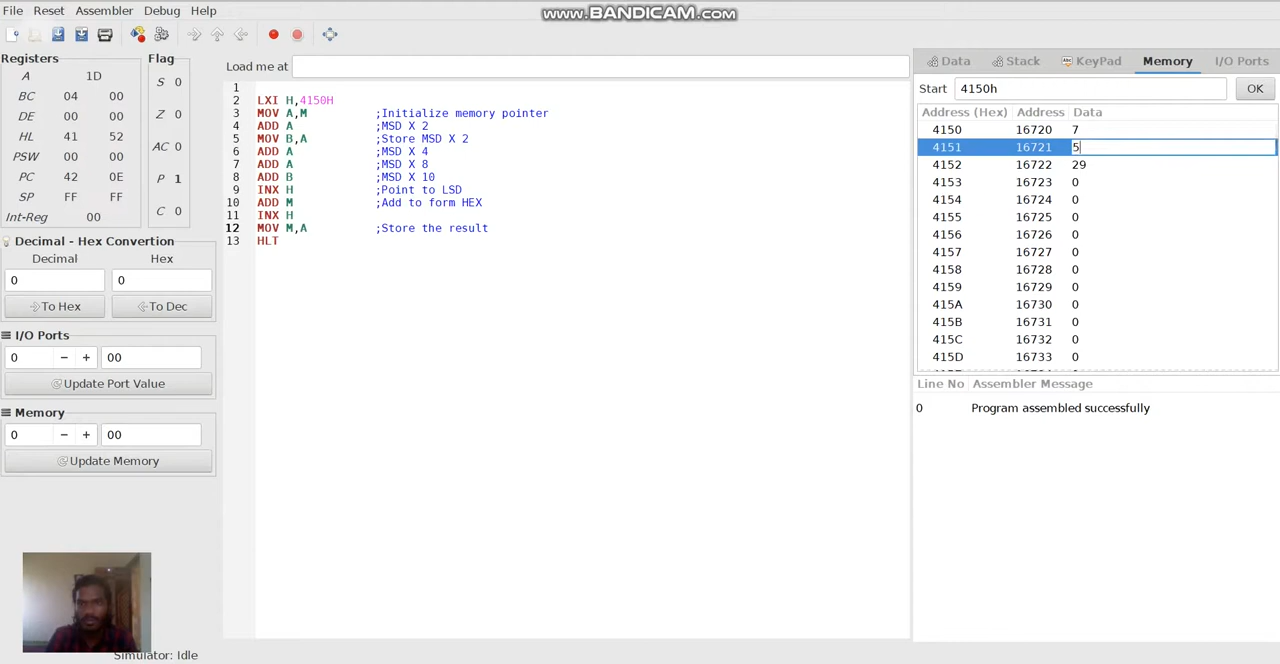 www.BANDICAM.com
File Reset Assembler Debug Help
Registers
A 1D
BC 04 00
DE 00 00
HL 41 52
PSW 00 00
PC 42 0E
SP FF FF
Int-Reg 00
Flag
S 0
Z 0
AC 0
P 1
C 0
Decimal - Hex Convertion
Decimal Hex
0 0
To Hex To Dec
I/O Ports
0 − + 00
Update Port Value
Memory
0 − + 00
Update Memory
Simulator: Idle
Load me at
1
2 LXI H,4150H
3 MOV A,M ;Initialize memory pointer
4 ADD A ;MSD X 2
5 MOV B,A ;Store MSD X 2
6 ADD A ;MSD X 4
7 ADD A ;MSD X 8
8 ADD B ;MSD X 10
9 INX H ;Point to LSD
10 ADD M ;Add to form HEX
11 INX H
12 MOV M,A ;Store the result
13 HLT
Data Stack KeyPad Memory I/O Ports
Start 4150h OK
Address (Hex) Address Data
4150 16720 7
4151 16721 5
4152 16722 29
4153 16723 0
4154 16724 0
4155 16725 0
4156 16726 0
4157 16727 0
4158 16728 0
4159 16729 0
415A 16730 0
415B 16731 0
415C 16732 0
415D 16733 0
Line No Assembler Message
0 Program assembled successfully